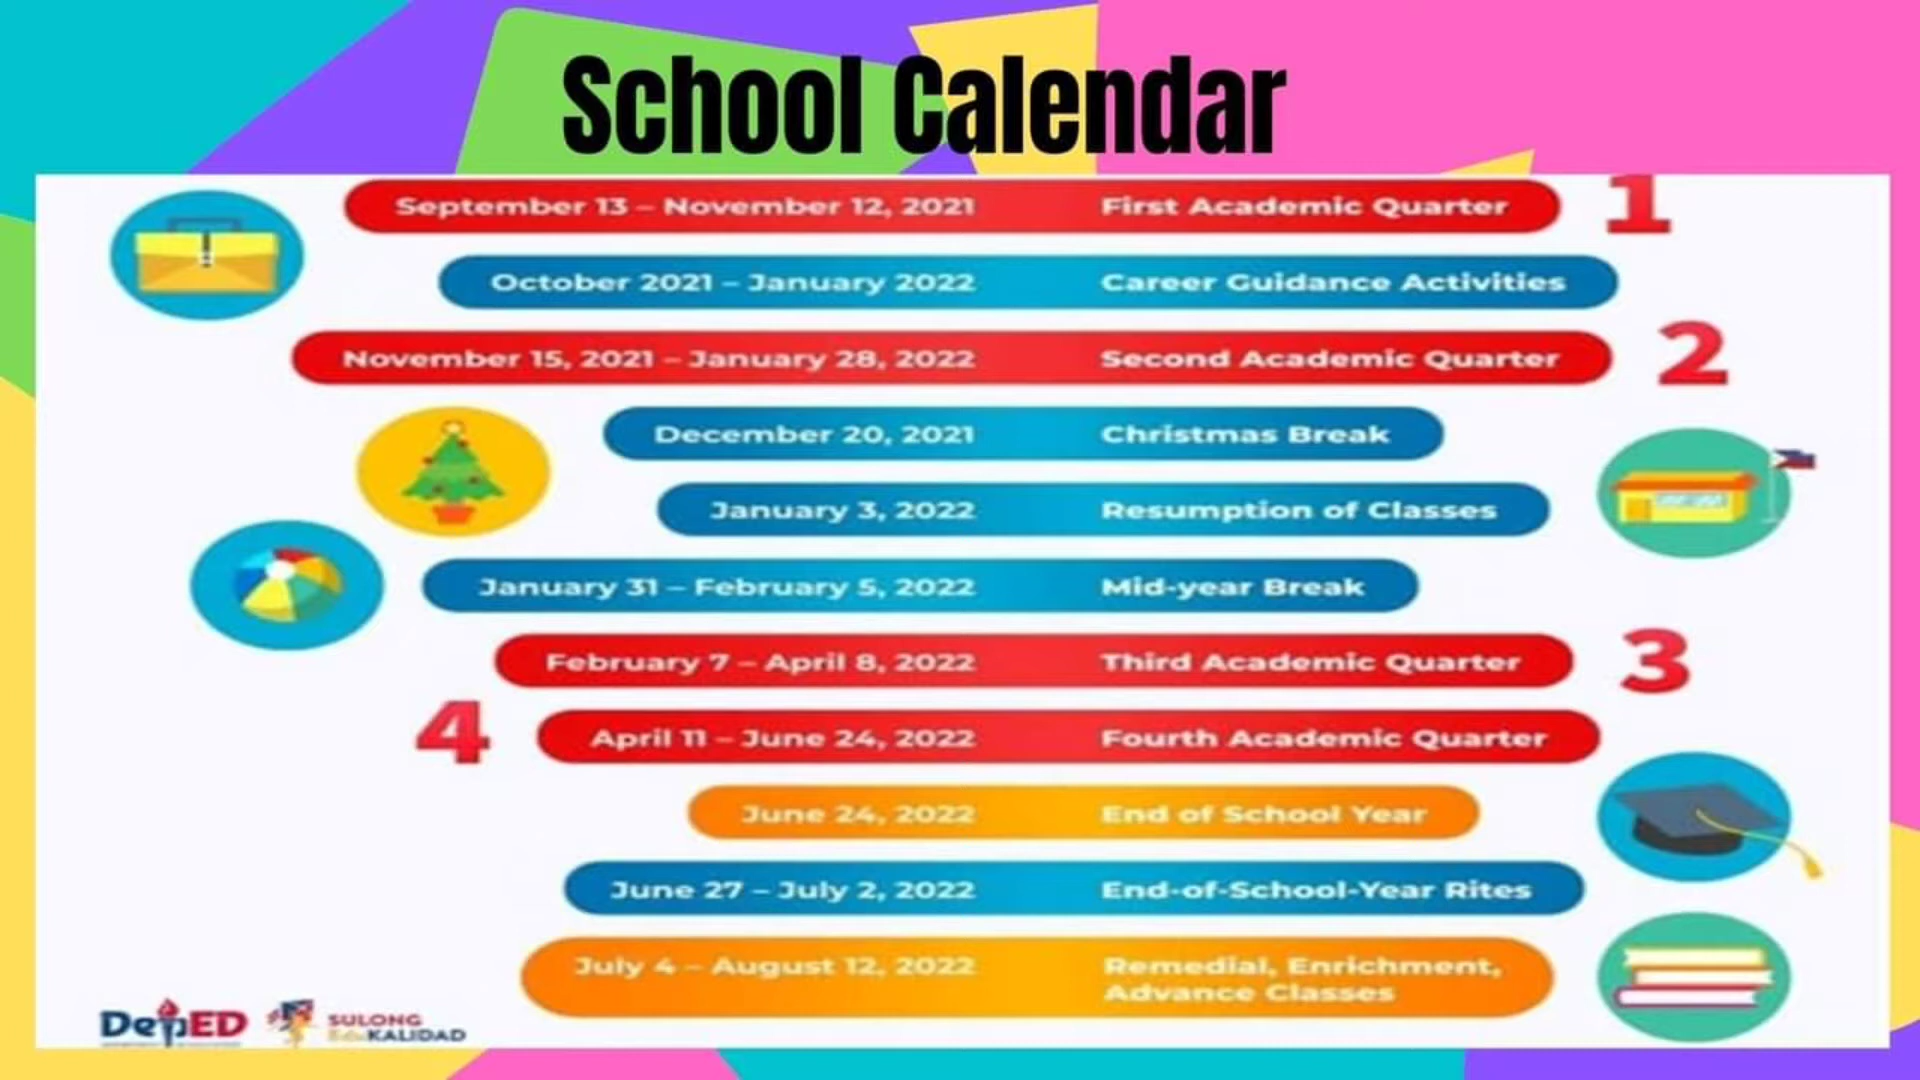 School Calendar
September 13 – November 12, 2021 First Academic Quarter 1
October 2021 – January 2022 Career Guidance Activities
November 15, 2021 – January 28, 2022 Second Academic Quarter 2
December 20, 2021 Christmas Break
January 3, 2022 Resumption of Classes
January 31 – February 5, 2022 Mid-year Break
February 7 – April 8, 2022 Third Academic Quarter 3
4 April 11 – June 24, 2022 Fourth Academic Quarter
June 24, 2022 End of School Year
June 27 – July 2, 2022 End-of-School-Year Rites
July 4 – August 12, 2022 Remedial, Enrichment,
Advance Classes
DepED SULONG
EduKALIDAD